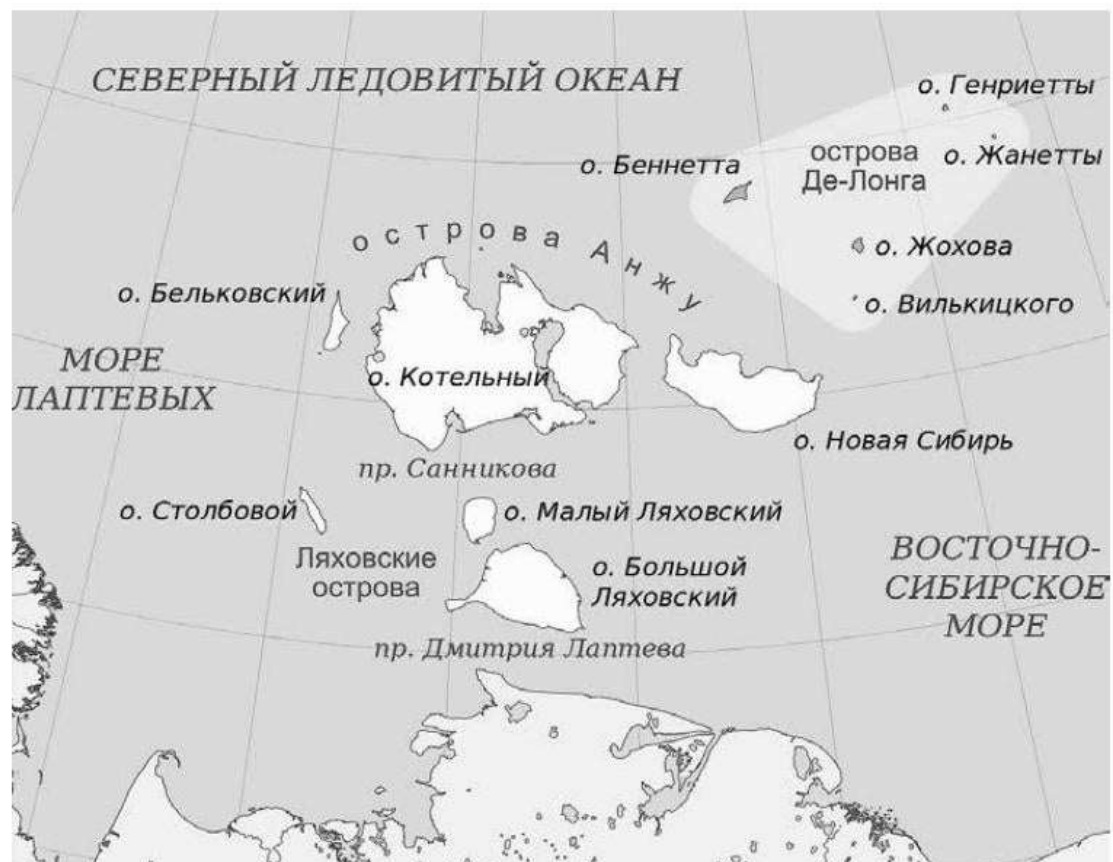 СЕВЕРНЫЙ ЛЕДОВИТЫЙ ОКЕАН
о. Генриетты
о. Жанетты
острова
Де-Лонга
о. Беннетта
острова Анжу
о. Жохова
о. Бельковский
о. Вилькицкого
МОРЕ
ЛАПТЕВЫХ
о. Котельный
о. Новая Сибирь
пр. Санникова
о. Столбовой
о. Малый Ляховский
Ляховские
острова
о. Большой
Ляховский
ВОСТОЧНО-
СИБИРСКОЕ
МОРЕ
пр. Дмитрия Лаптева